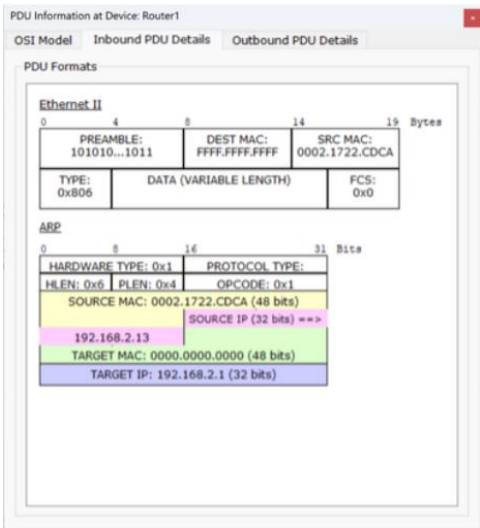 PDU Information at Device: Router1
OSI Model Inbound PDU Details Outbound PDU Details
PDU Formats
Ethernet II
0 4 8 14 19 Bytes
PREAMBLE: DEST MAC: SRC MAC:
101010...1011 FFFF.FFFF.FFFF 0002.1722.CDCA
TYPE: DATA (VARIABLE LENGTH) FCS:
0x806 0x0
ARP
0 8 16 31 Bits
HARDWARE TYPE: 0x1 PROTOCOL TYPE:
HLEN: 0x6 PLEN: 0x4 OPCODE: 0x1
SOURCE MAC: 0002.1722.CDCA (48 bits)
SOURCE IP (32 bits) ==>
192.168.2.13
TARGET MAC: 0000.0000.0000 (48 bits)
TARGET IP: 192.168.2.1 (32 bits)